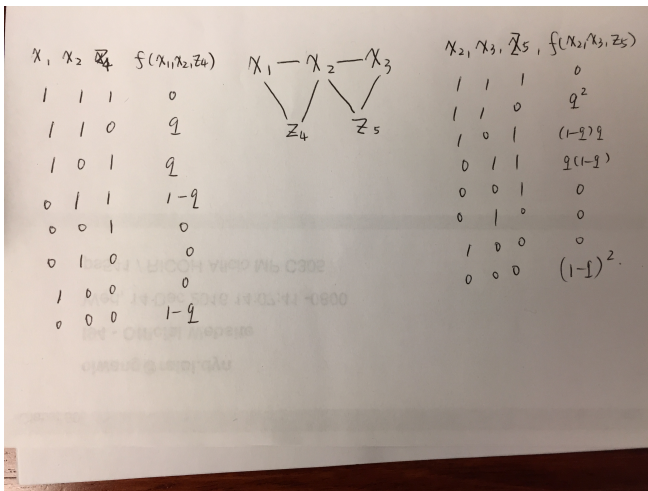 x₁ x₂ z₄ f(x₁,x₂,z₄)
1 1 1 0
1 1 0 q
1 0 1 q
0 1 1 1-q
0 0 1 0
0 1 0 0
1 0 0 0
0 0 0 1-q
x₁ — x₂ — x₃
z₄ z₅
x₂, x₃, z₅, f(x₂,x₃,z₅)
1 1 1 0
1 1 0 q²
1 0 1 (1-q)q
0 1 1 q(1-q)
0 0 1 0
0 1 0 0
1 0 0 0
0 0 0 (1-q)².